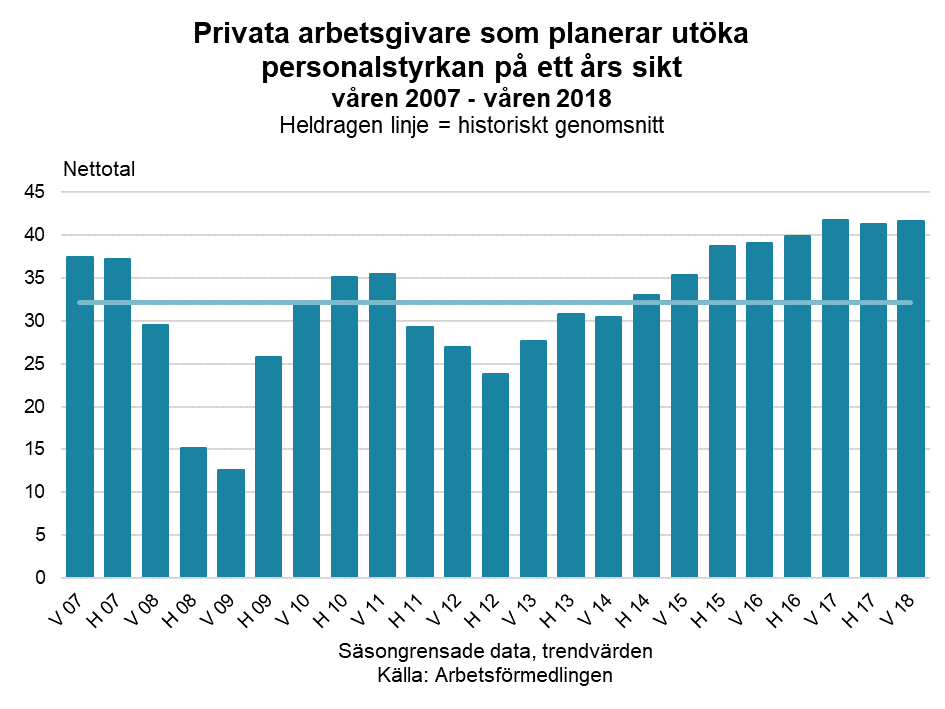 Privata arbetsgivare som planerar utöka
personalstyrkan på ett års sikt
våren 2007 - våren 2018
Heldragen linje = historiskt genomsnitt
Nettotal
45
40
35
30
25
20
15
10
5
0
V 07
H 07
V 08
H 08
V 09
H 09
V 10
H 10
V 11
H 11
V 12
H 12
V 13
H 13
V 14
H 14
V 15
H 15
V 16
H 16
V 17
H 17
V 18
Säsongrensade data, trendvärden
Källa: Arbetsförmedlingen